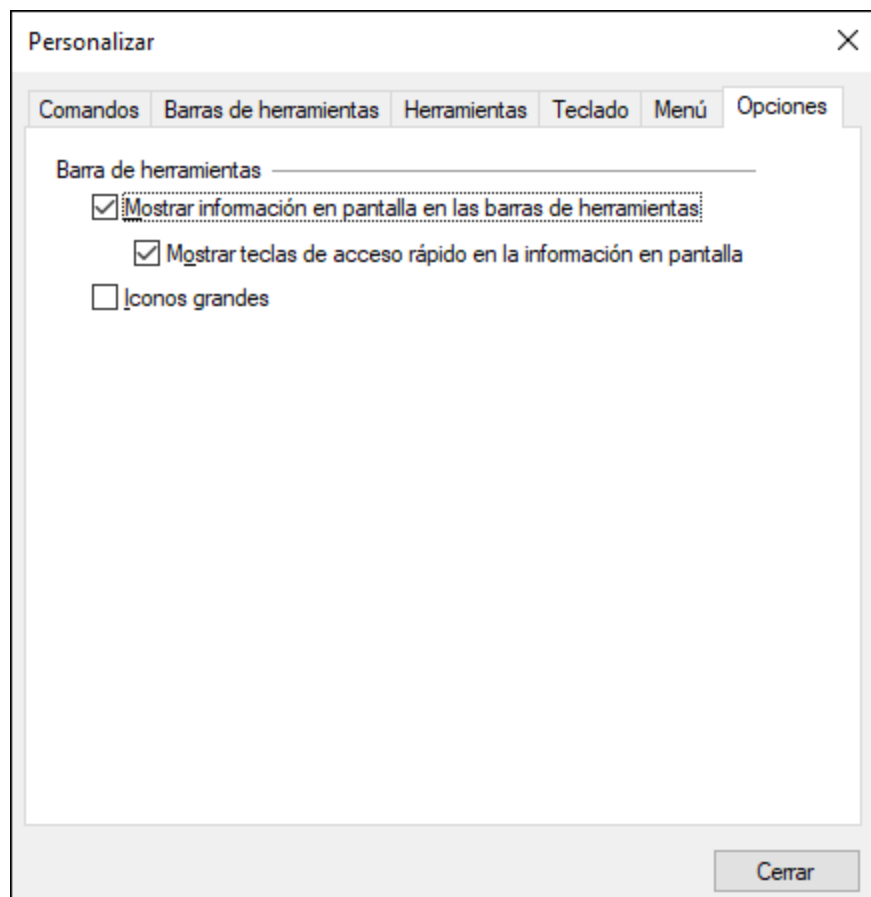 Personalizar
Comandos Barras de herramientas Herramientas Teclado Menú Opciones
Barra de herramientas
Mostrar información en pantalla en las barras de herramientas
Mostrar teclas de acceso rápido en la información en pantalla
Iconos grandes
Cerrar